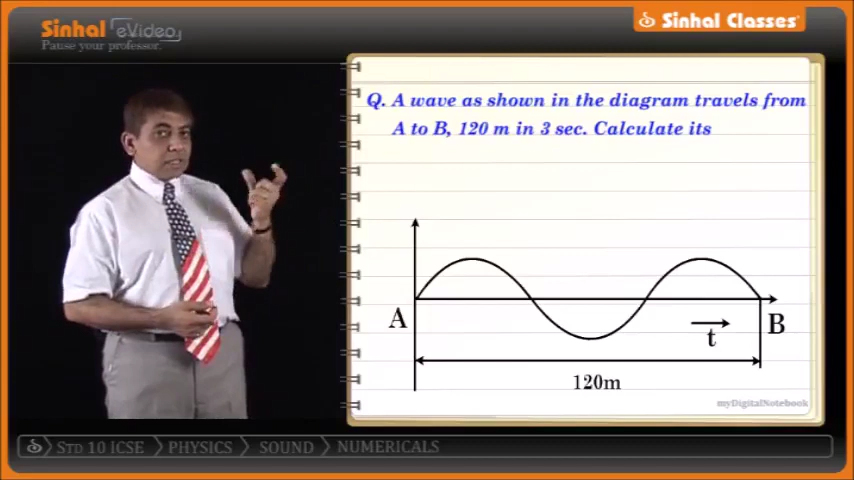 Sinhal eVideo
Pause your professor.
Sinhal Classes
Q. A wave as shown in the diagram travels from
A to B, 120 m in 3 sec. Calculate its
A
B
t
120m
myDigitalNotebook
STD 10 ICSE PHYSICS SOUND NUMERICALS